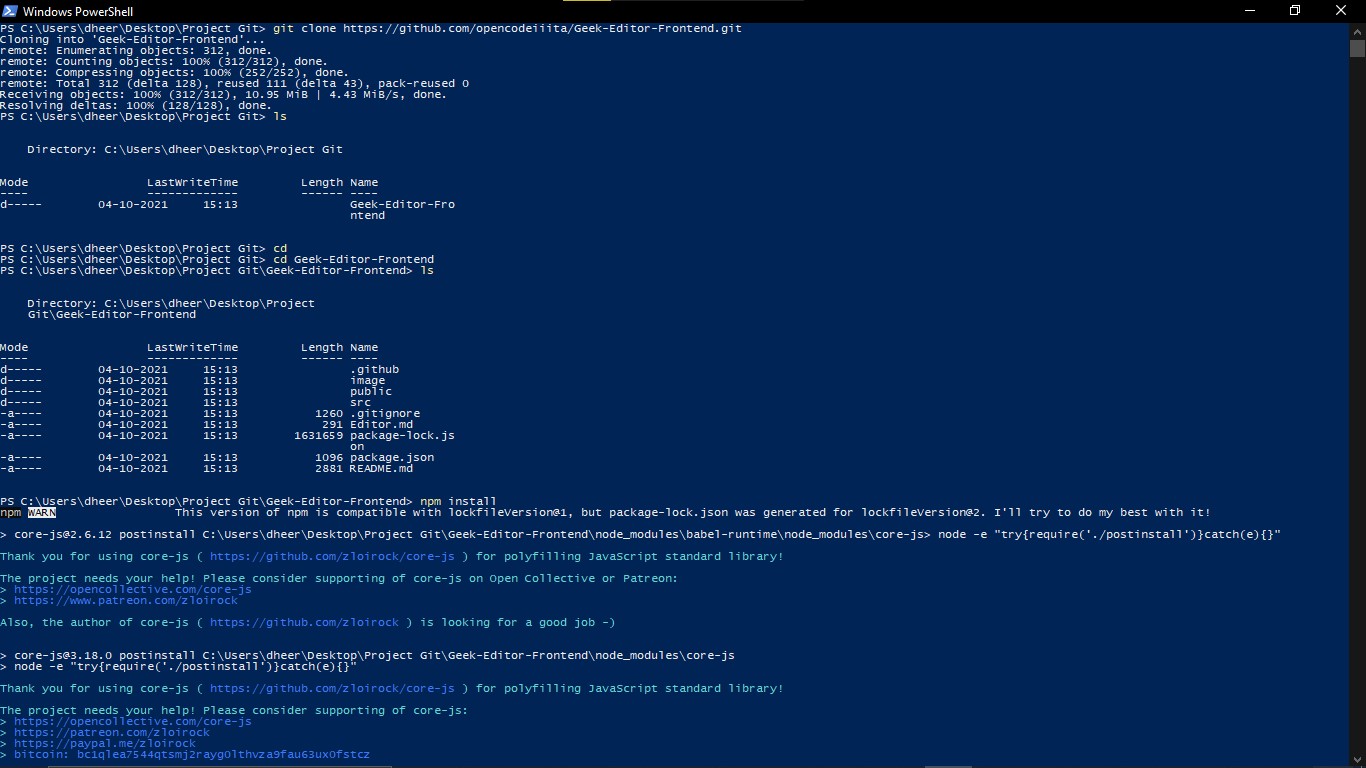 Windows PowerShell
PS C:\Users\dheer\Desktop\Project Git> git clone https://github.com/opencodeiiita/Geek-Editor-Frontend.git
Cloning into 'Geek-Editor-Frontend'...
remote: Enumerating objects: 312, done.
remote: Counting objects: 100% (312/312), done.
remote: Compressing objects: 100% (252/252), done.
remote: Total 312 (delta 128), reused 111 (delta 43), pack-reused 0
Receiving objects: 100% (312/312), 10.95 MiB | 4.43 MiB/s, done.
Resolving deltas: 100% (128/128), done.
PS C:\Users\dheer\Desktop\Project Git> ls
Directory: C:\Users\dheer\Desktop\Project Git
Mode                 LastWriteTime         Length Name
----                 -------------         ------ ----
d-----        04-10-2021     15:13                Geek-Editor-Fro
ntend
PS C:\Users\dheer\Desktop\Project Git> cd
PS C:\Users\dheer\Desktop\Project Git> cd Geek-Editor-Frontend
PS C:\Users\dheer\Desktop\Project Git\Geek-Editor-Frontend> ls
Directory: C:\Users\dheer\Desktop\Project
Git\Geek-Editor-Frontend
Mode                 LastWriteTime         Length Name
----                 -------------         ------ ----
d-----        04-10-2021     15:13                .github
d-----        04-10-2021     15:13                image
d-----        04-10-2021     15:13                public
d-----        04-10-2021     15:13                src
-a----        04-10-2021     15:13           1260 .gitignore
-a----        04-10-2021     15:13            291 Editor.md
-a----        04-10-2021     15:13        1631659 package-lock.js
on
-a----        04-10-2021     15:13           1096 package.json
-a----        04-10-2021     15:13           2881 README.md
PS C:\Users\dheer\Desktop\Project Git\Geek-Editor-Frontend> npm install
npm WARN                 This version of npm is compatible with lockfileVersion@1, but package-lock.json was generated for lockfileVersion@2. I'll try to do my best with it!
> core-js@2.6.12 postinstall C:\Users\dheer\Desktop\Project Git\Geek-Editor-Frontend\node_modules\babel-runtime\node_modules\core-js> node -e "try{require('./postinstall')}catch(e){}"
Thank you for using core-js ( https://github.com/zloirock/core-js ) for polyfilling JavaScript standard library!
The project needs your help! Please consider supporting of core-js on Open Collective or Patreon:
> https://opencollective.com/core-js
> https://www.patreon.com/zloirock
Also, the author of core-js ( https://github.com/zloirock ) is looking for a good job -)
> core-js@3.18.0 postinstall C:\Users\dheer\Desktop\Project Git\Geek-Editor-Frontend\node_modules\core-js
> node -e "try{require('./postinstall')}catch(e){}"
Thank you for using core-js ( https://github.com/zloirock/core-js ) for polyfilling JavaScript standard library!
The project needs your help! Please consider supporting of core-js:
> https://opencollective.com/core-js
> https://patreon.com/zloirock
> https://paypal.me/zloirock
> bitcoin: bc1qlea7544qtsmj2rayg0lthvza9fau63ux0fstcz